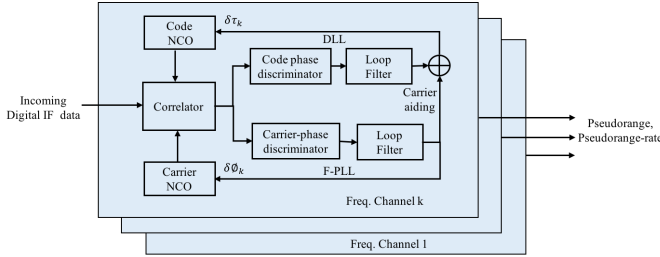 Code
NCO
δτk
DLL
Code phase
discriminator
Loop
Filter
Carrier
aiding
Incoming
Digital IF data
Correlator
Carrier-phase
discriminator
Loop
Filter
Carrier
NCO
δ∅k
F-PLL
Freq. Channel k
Freq. Channel 1
Pseudorange,
Pseudorange-rate